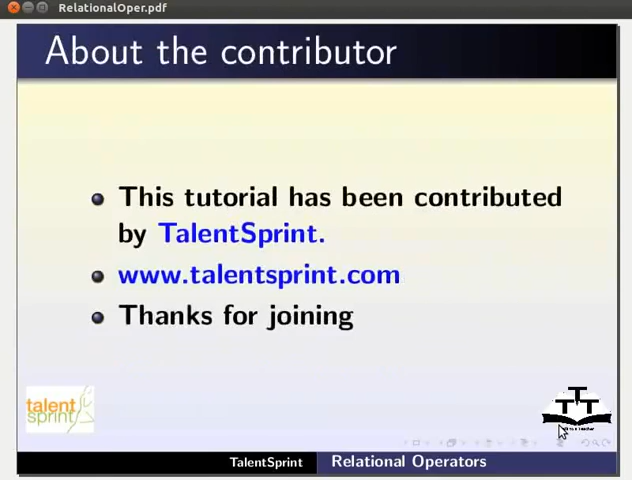 RelationalOper.pdf
About the contributor
This tutorial has been contributed
by TalentSprint.
www.talentsprint.com
Thanks for joining
talent
sprint
TTT
TalentSprint
Relational Operators